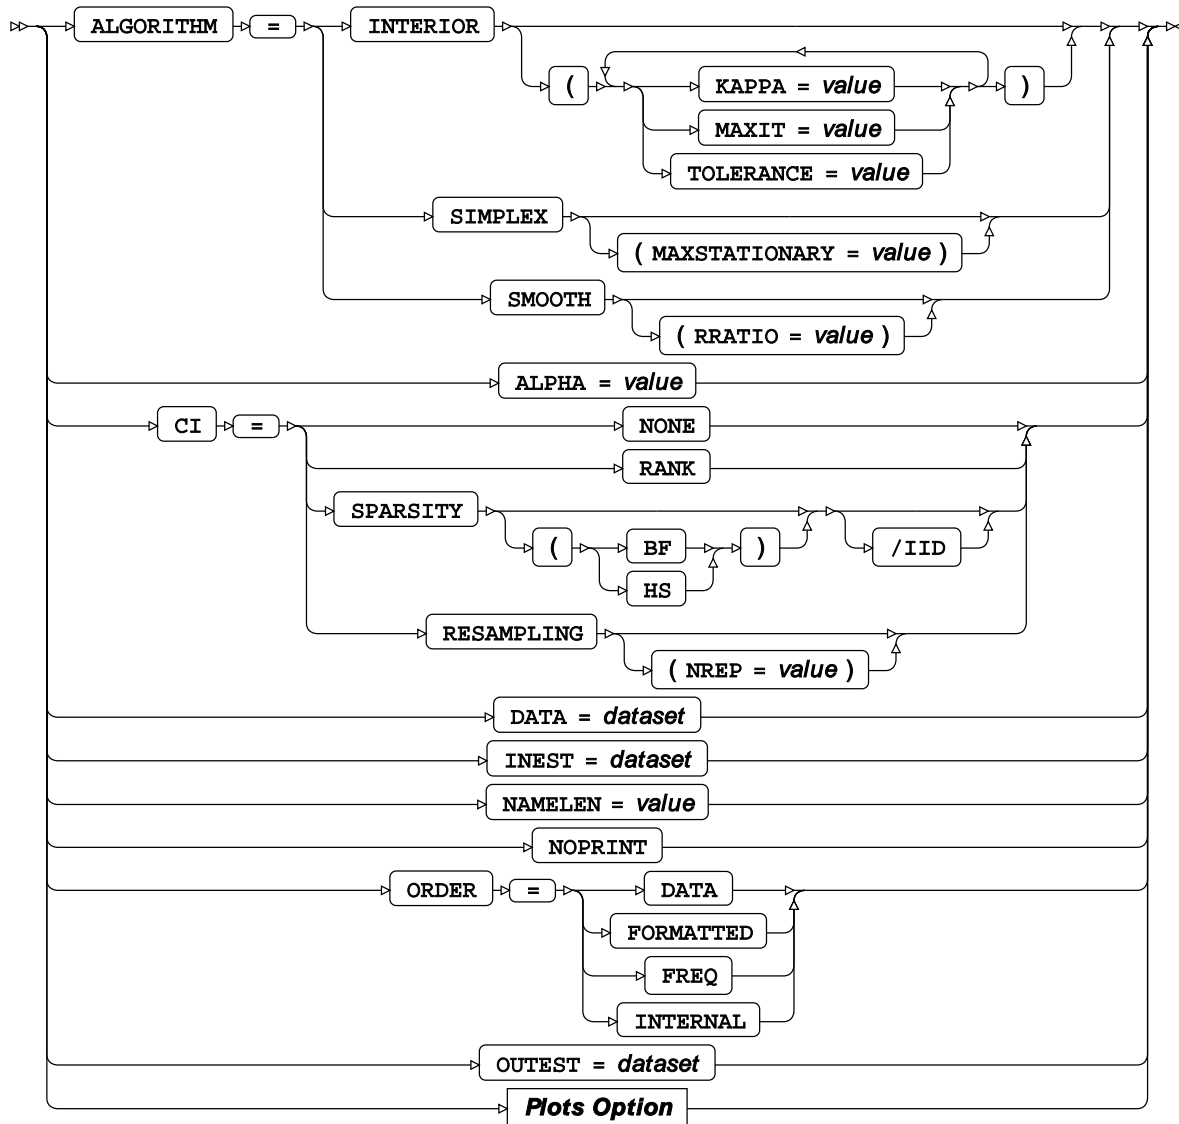 ALGORITHM = INTERIOR
( KAPPA = value )
MAXIT = value
TOLERANCE = value
SIMPLEX
( MAXSTATIONARY = value )
SMOOTH
( RRATIO = value )
ALPHA = value
CI = NONE
RANK
SPARSITY
( BF ) /IID
HS
RESAMPLING
( NREP = value )
DATA = dataset
INEST = dataset
NAMELEN = value
NOPRINT
ORDER = DATA
FORMATTED
FREQ
INTERNAL
OUTEST = dataset
Plots Option